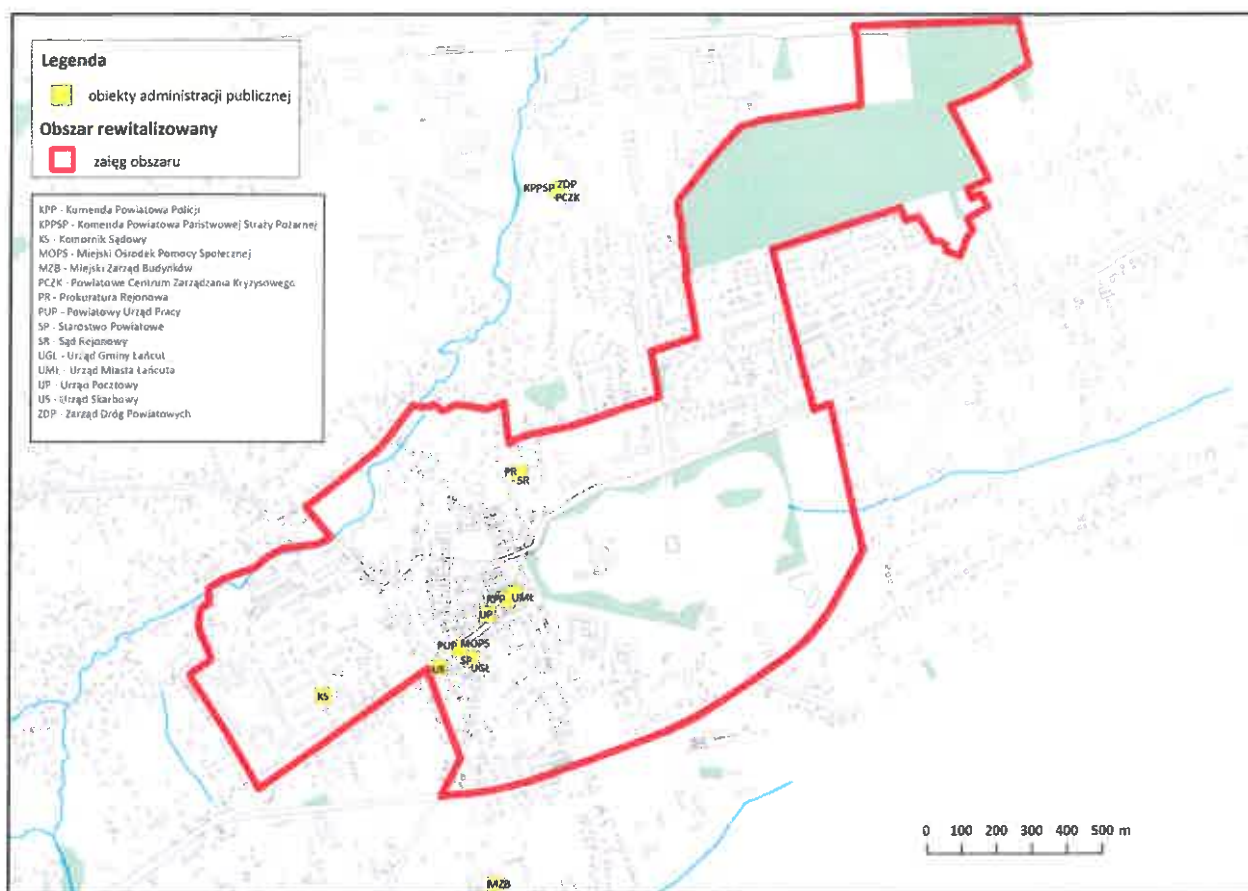 Legenda
obiekty administracji publicznej
Obszar rewitalizowany
zaięg obszaru
KPP - Komenda Powiatowa Policji
KPPSP - Komenda Powiatowa Państwowej Straży Pożarnej
KS - Komornik Sądowy
MOPS - Miejski Ośrodek Pomocy Społecznej
MZB - Miejski Zarząd Budynków
PCZK - Powiatowe Centrum Zarządzania Kryzysowego
PR - Prokuratura Rejonowa
PUP - Powiatowy Urząd Pracy
SP - Starostwo Powiatowe
SR - Sąd Rejonowy
UGŁ - Urząd Gminy Łańcut
UMŁ - Urząd Miasta Łańcuta
UP - Urząd Pocztowy
US - Urząd Skarbowy
ZDP - Zarząd Dróg Powiatowych
KPPSP ZDP
PCZK
PR
SR
KPP UMŁ
UP
PUP MOPS
SP
UGŁ
US
KS
MZB
0 100 200 300 400 500 m